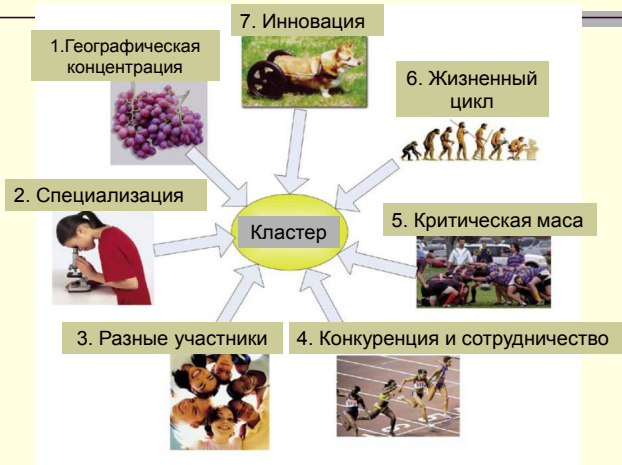 7. Инновация
1.Географическая
концентрация
6. Жизненный
цикл
2. Специализация
Кластер
5. Критическая маса
3. Разные участники
4. Конкуренция и сотрудничество